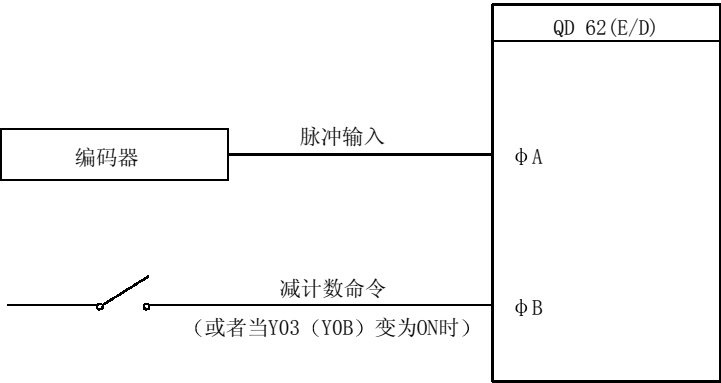 QD 62(E/D)
脉冲输入
编码器
φA
减计数命令
φB
（或者当Y03（Y0B）变为ON时）